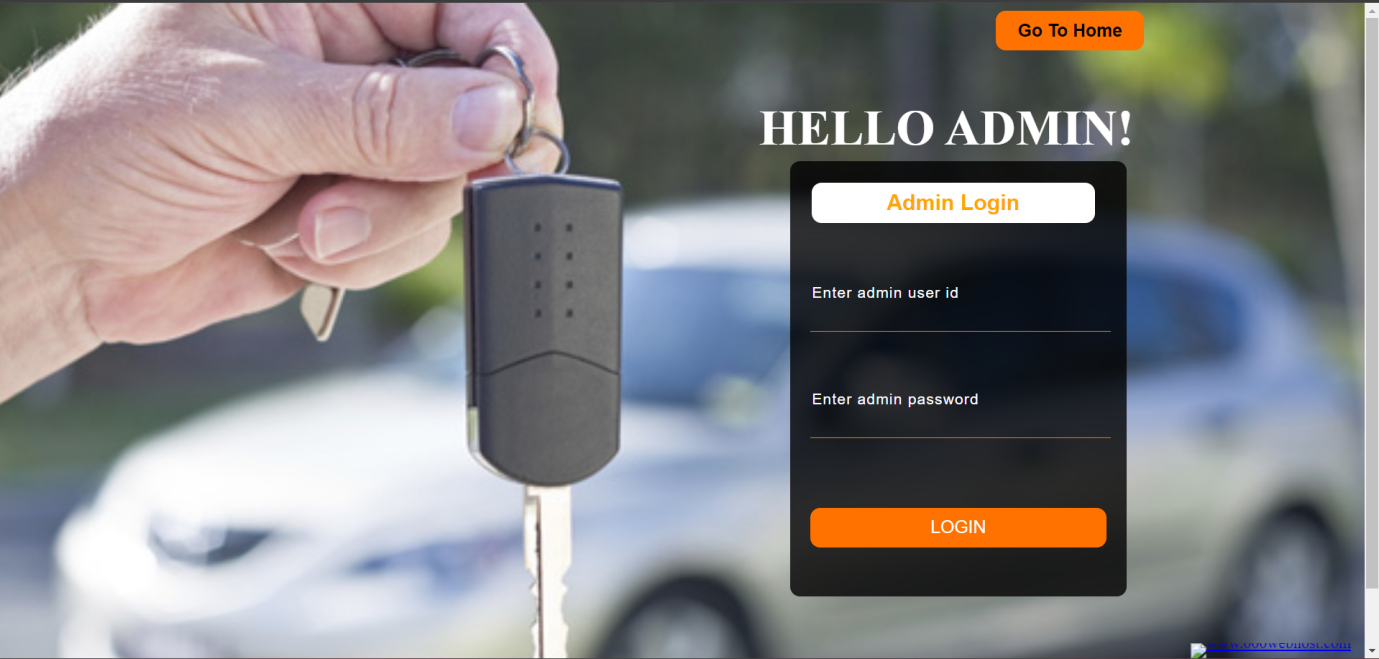 Go To Home
HELLO ADMIN!
Admin Login
Enter admin user id
Enter admin password
LOGIN